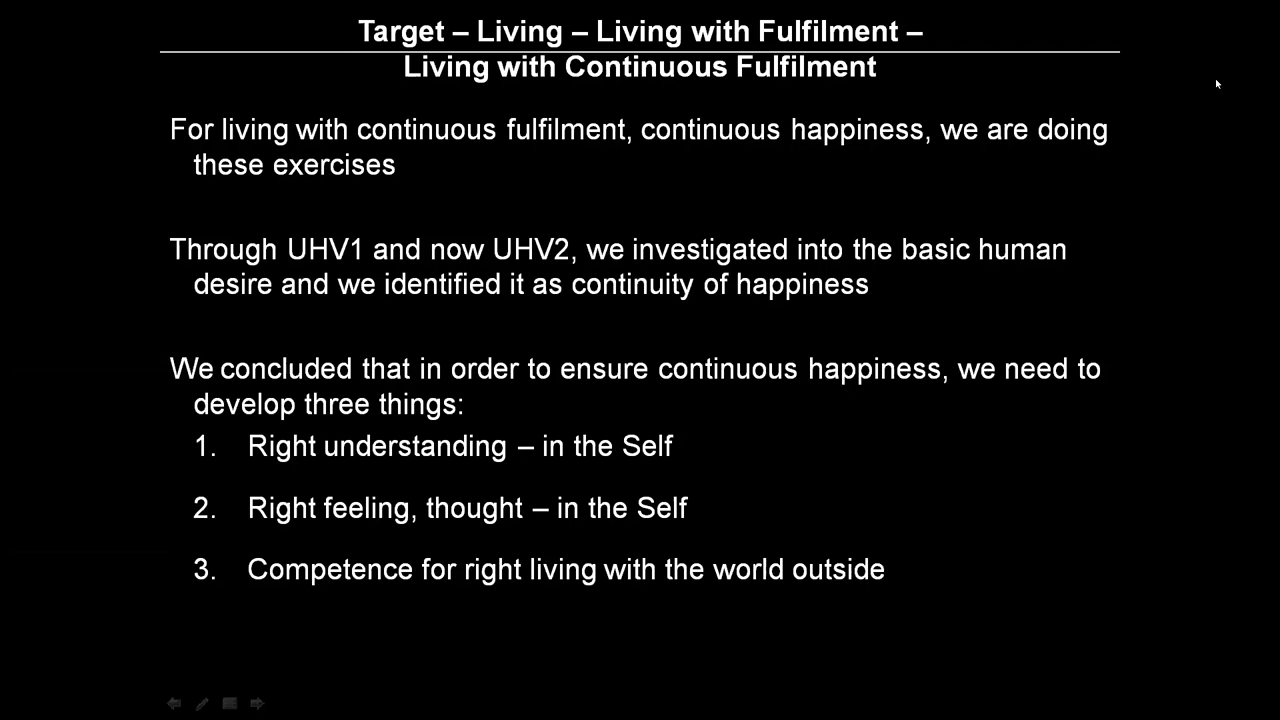 Target – Living – Living with Fulfilment –
Living with Continuous Fulfilment
For living with continuous fulfilment, continuous happiness, we are doing
these exercises
Through UHV1 and now UHV2, we investigated into the basic human
desire and we identified it as continuity of happiness
We concluded that in order to ensure continuous happiness, we need to
develop three things:
1. Right understanding – in the Self
2. Right feeling, thought – in the Self
3. Competence for right living with the world outside